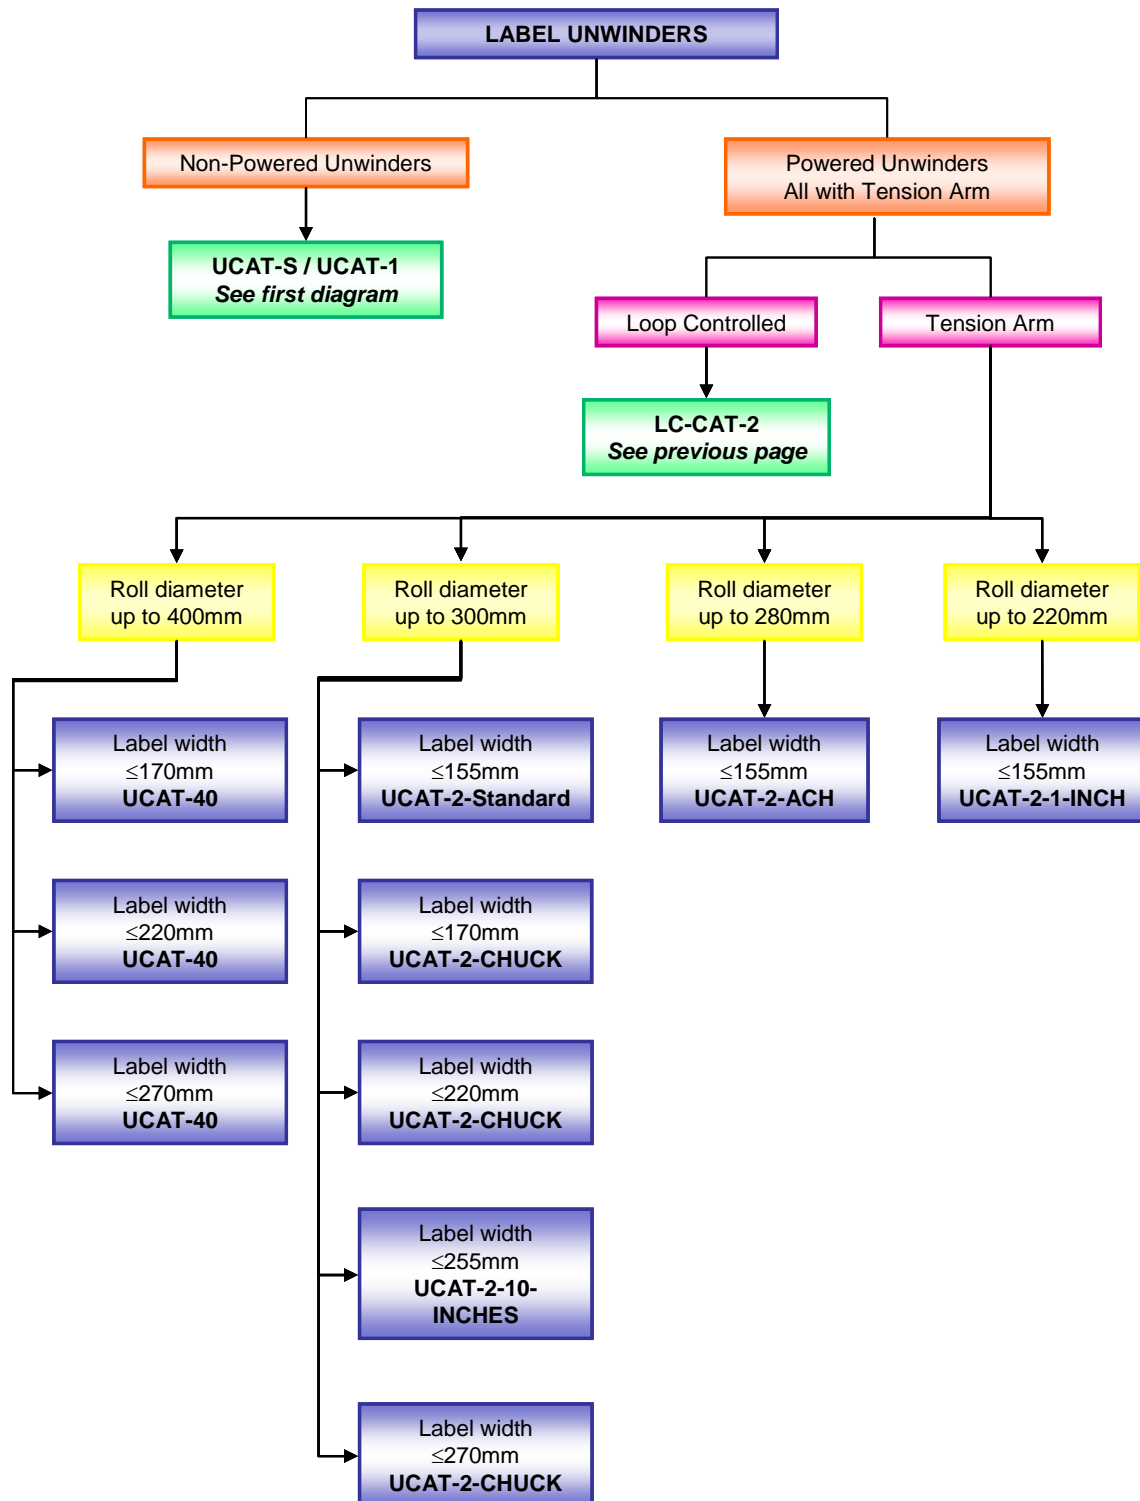 LABEL UNWINDERS
Non-Powered Unwinders
Powered Unwinders
All with Tension Arm
UCAT-S / UCAT-1
See first diagram
Loop Controlled
Tension Arm
LC-CAT-2
See previous page
Roll diameter
up to 400mm
Roll diameter
up to 300mm
Roll diameter
up to 280mm
Roll diameter
up to 220mm
Label width
≤170mm
UCAT-40
Label width
≤155mm
UCAT-2-Standard
Label width
≤155mm
UCAT-2-ACH
Label width
≤155mm
UCAT-2-1-INCH
Label width
≤220mm
UCAT-40
Label width
≤170mm
UCAT-2-CHUCK
Label width
≤270mm
UCAT-40
Label width
≤220mm
UCAT-2-CHUCK
Label width
≤255mm
UCAT-2-10-
INCHES
Label width
≤270mm
UCAT-2-CHUCK